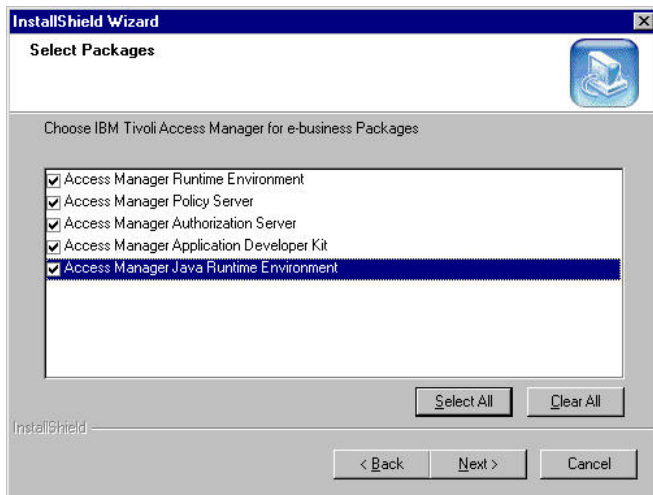 InstallShield Wizard
Select Packages
Choose IBM Tivoli Access Manager for e-business Packages
Access Manager Runtime Environment
Access Manager Policy Server
Access Manager Authorization Server
Access Manager Application Developer Kit
Access Manager Java Runtime Environment
Select All Clear All
InstallShield
< Back Next > Cancel